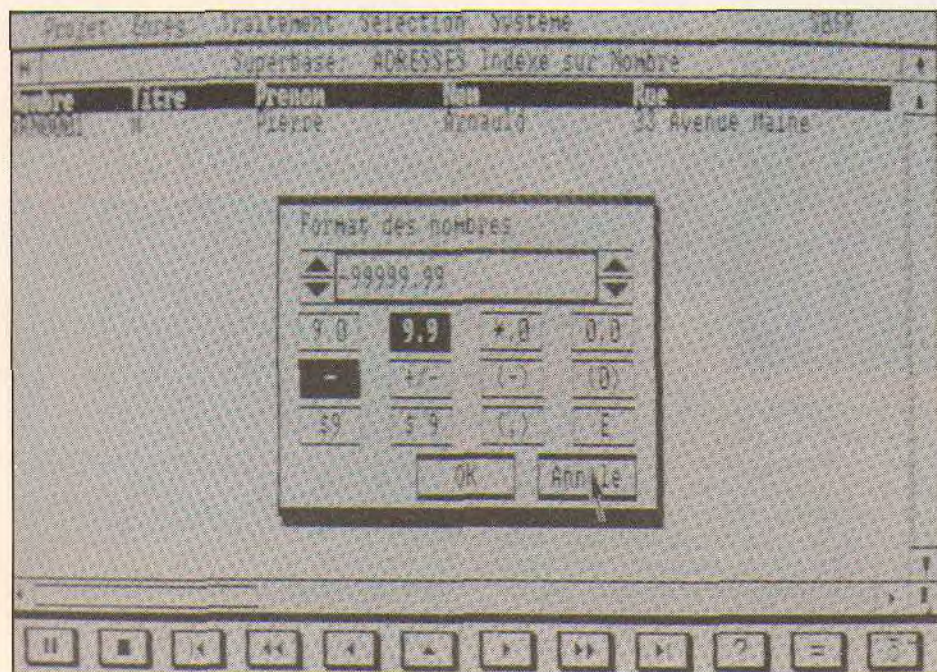 Projet Enreg Traitement Sélection Système
Superbase: ADRESSES Indexé sur Nombre
Titre Prenom Nom Rue
M Pierre Arnauld 33 Avenue Maine
Format des nombres
-99999.99
9.0 9.9 *.0 0.0
- +/- (-) (0)
$9 $ 9 (,) E
OK Annule
? =